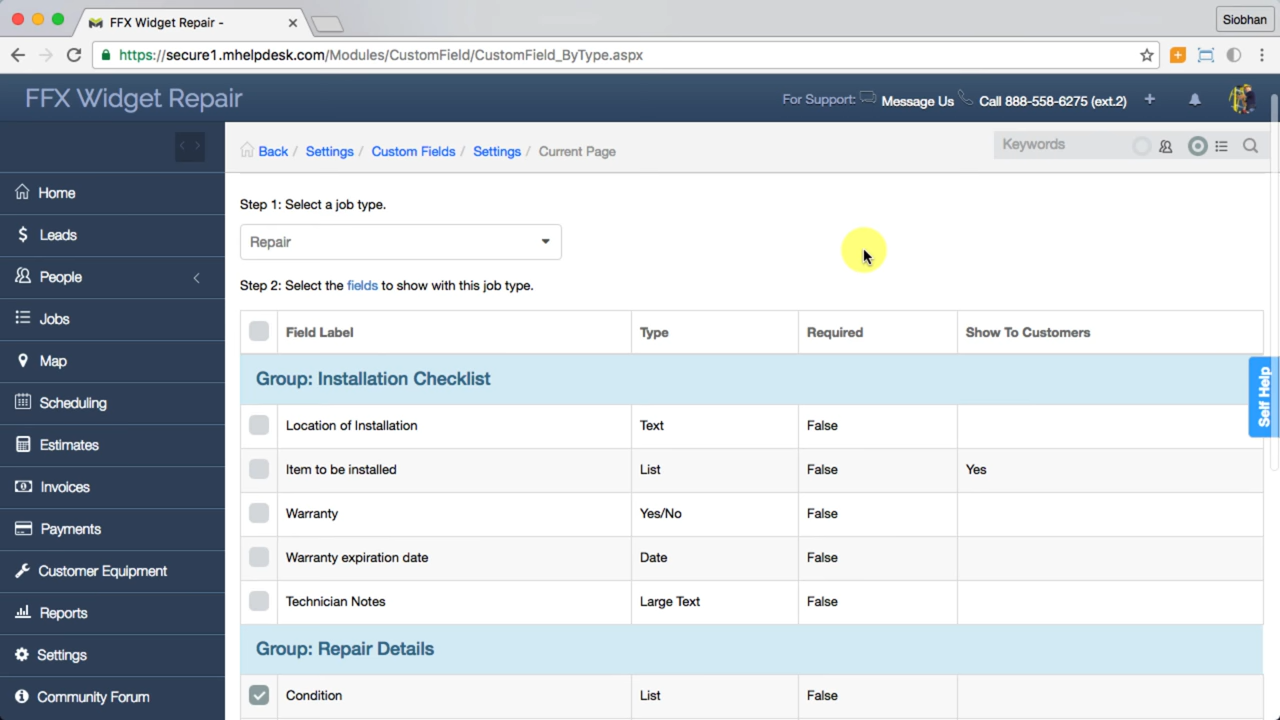 FFX Widget Repair -
Siobhan
https://secure1.mhelpdesk.com/Modules/CustomField/CustomField_ByType.aspx
FFX Widget Repair
For Support: Message Us Call 888-558-6275 (ext.2)
Back / Settings / Custom Fields / Settings / Current Page
Keywords
Home
Leads
People
Jobs
Map
Scheduling
Estimates
Invoices
Payments
Customer Equipment
Reports
Settings
Community Forum
Step 1: Select a job type.
Repair
Step 2: Select the fields to show with this job type.
Field Label Type Required Show To Customers
Group: Installation Checklist
Location of Installation Text False
Item to be installed List False Yes
Warranty Yes/No False
Warranty expiration date Date False
Technician Notes Large Text False
Group: Repair Details
Condition List False
Self Help